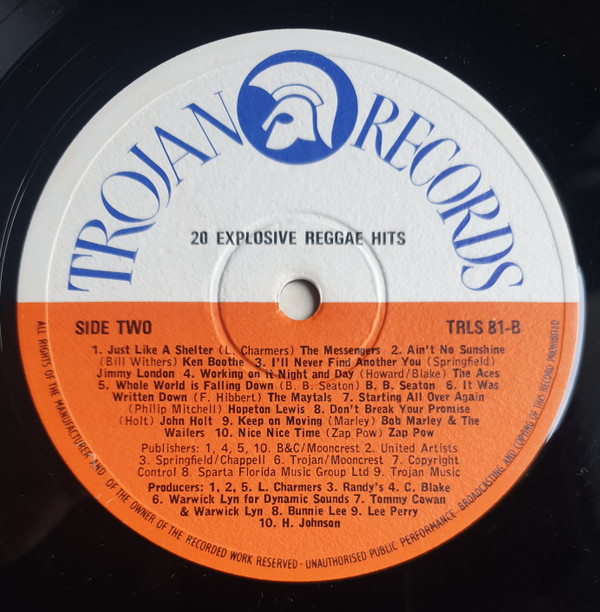 TROJAN RECORDS
20 EXPLOSIVE REGGAE HITS
SIDE TWO
TRLS 81-B
1. Just Like A Shelter (L. Charmers) The Messengers 2. Ain't No Sunshine
(Bill Withers) Ken Boothe 3. I'll Never Find Another You (Springfield)
Jimmy London 4. Working on it Night and Day (Howard/Blake) The Aces
5. Whole World is Falling Down (B. B. Seaton) B. B. Seaton 6. It Was
Written Down (F. Hibbert) The Maytals 7. Starting All Over Again
(Philip Mitchell) Hopeton Lewis 8. Don't Break Your Promise
(Holt) John Holt 9. Keep on Moving (Marley) Bob Marley & The
Wailers 10. Nice Nice Time (Zap Pow) Zap Pow
Publishers: 1, 4, 5, 10. B&C/Mooncrest 2. United Artists
3. Springfield/Chappell 6. Trojan/Mooncrest 7. Copyright
Control 8. Sparta Florida Music Group Ltd 9. Trojan Music
Producers: 1, 2, 5. L. Charmers 3. Randy's 4. C. Blake
6. Warwick Lyn for Dynamic Sounds 7. Tommy Cowan
& Warwick Lyn 8. Bunnie Lee 9. Lee Perry
10. H. Johnson
ALL RIGHTS OF THE MANUFACTURER AND OF THE OWNER OF THE RECORDED WORK RESERVED · UNAUTHORISED PUBLIC PERFORMANCE BROADCASTING AND COPYING OF THIS RECORD PROHIBITED